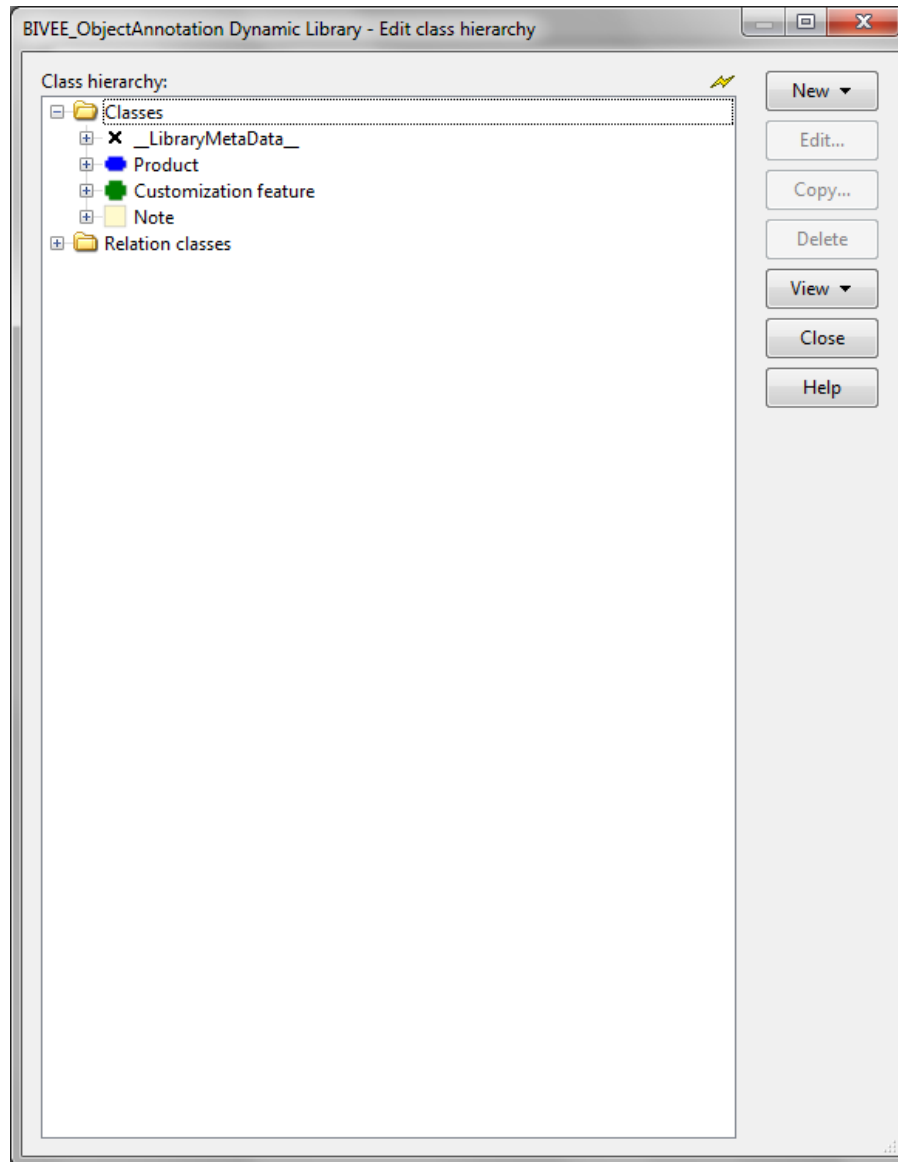 BIVEE_ObjectAnnotation Dynamic Library - Edit class hierarchy
Class hierarchy:
Classes
__LibraryMetaData_
Product
Customization feature
Note
Relation classes
New
Edit...
Copy...
Delete
View
Close
Help